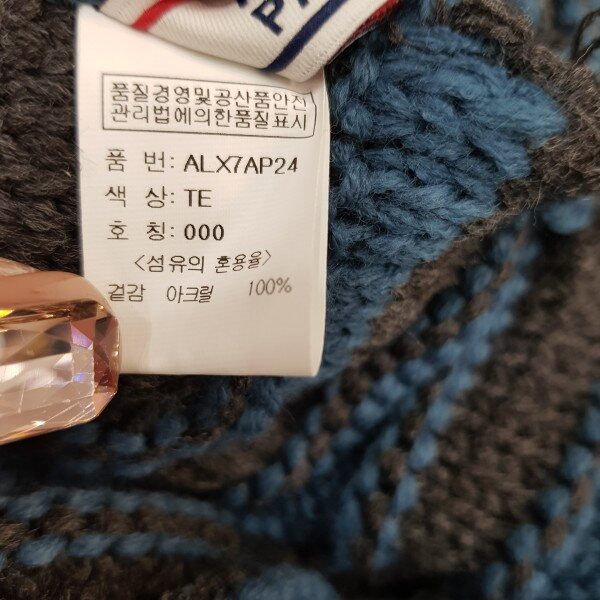 품질경영및공산품안전
관리법에의한품질표시
품 번: ALX7AP24
색 상: TE
호 칭: 000
<섬유의 혼용율>
겉감 아크릴 100%